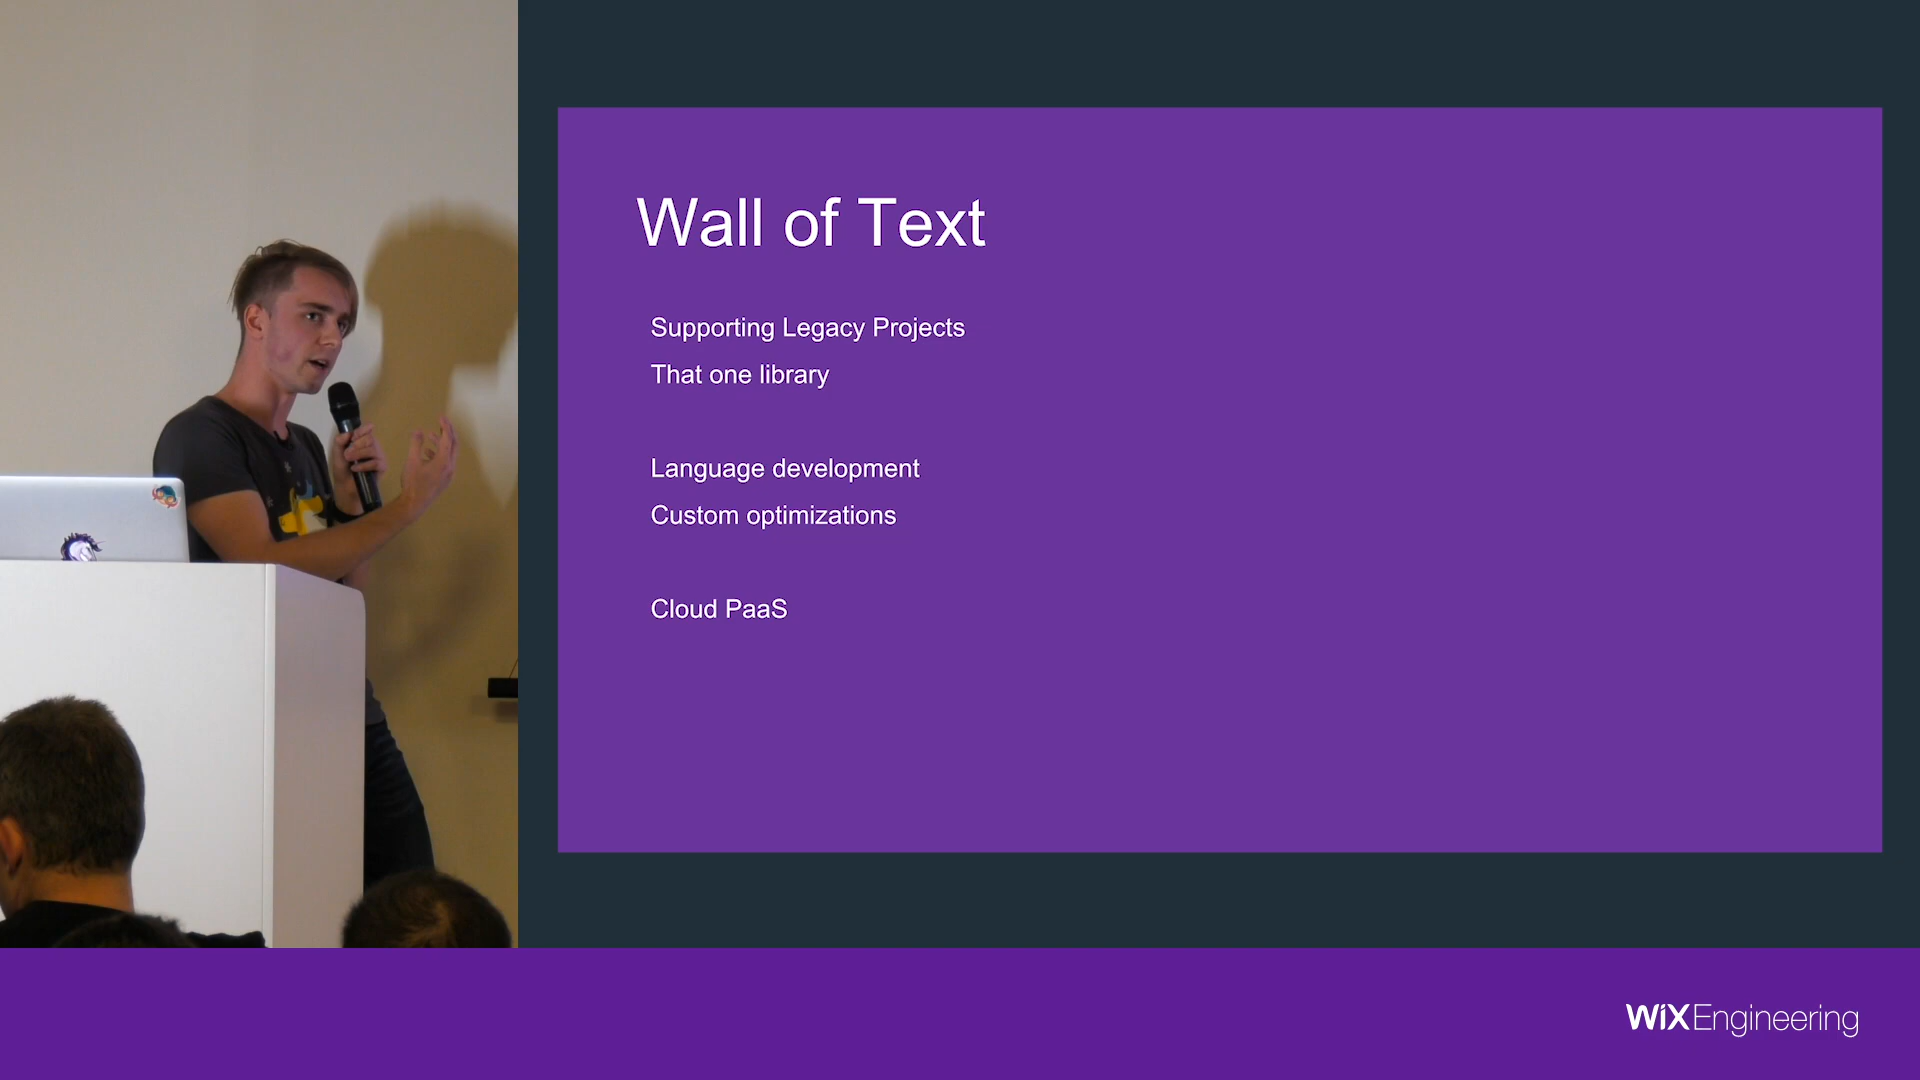 Wall of Text
Supporting Legacy Projects
That one library
Language development
Custom optimizations
Cloud PaaS
WiX Engineering